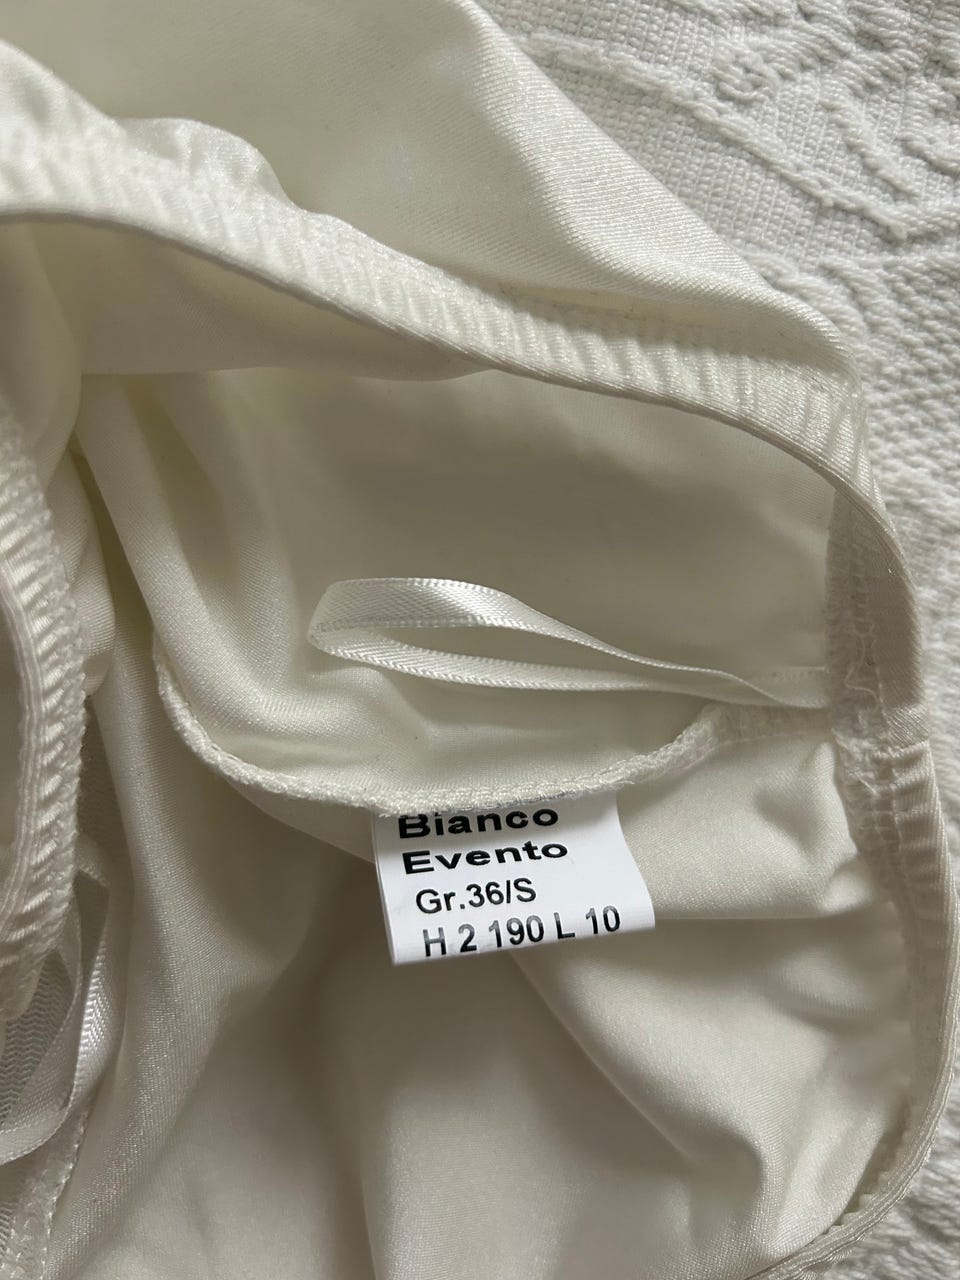 Bianco
Evento
Gr.36/S
H 2 190 L 10